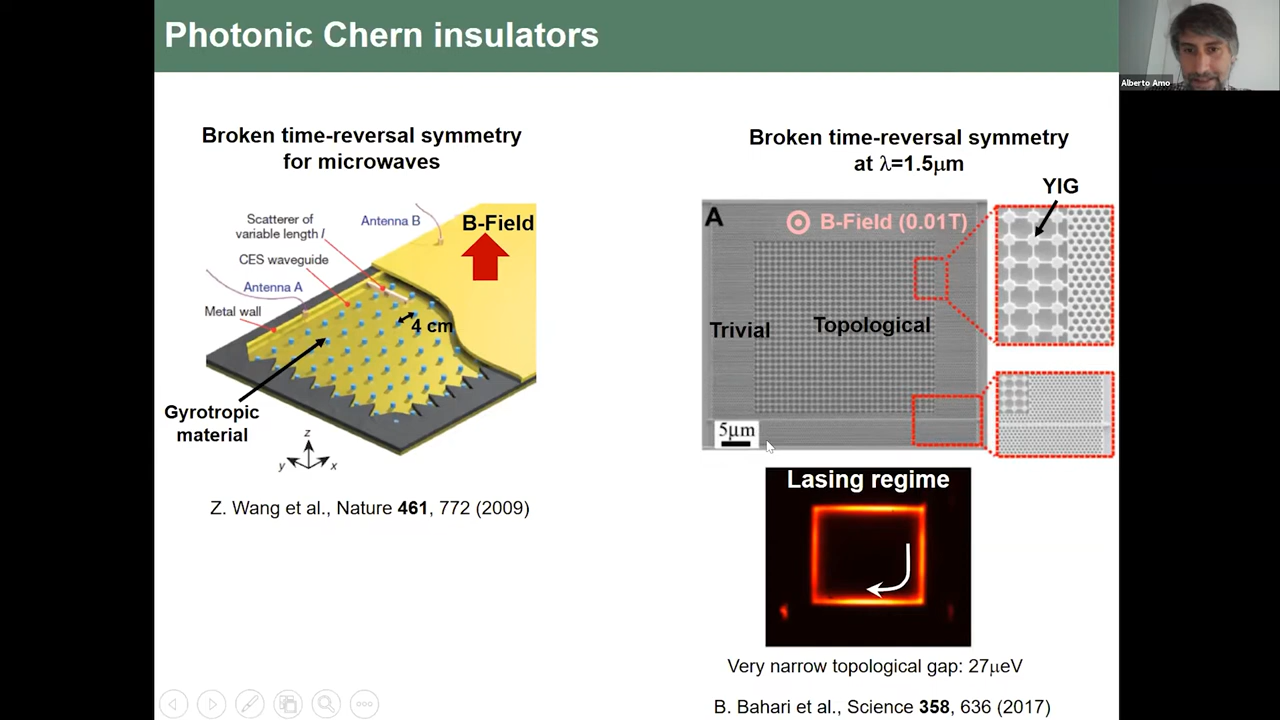 Photonic Chern insulators
Alberto Amo
Broken time-reversal symmetry
for microwaves
Scatterer of
variable length l
Antenna B
B-Field
CES waveguide
Antenna A
Metal wall
4 cm
Gyrotropic
material
z
y
x
Z. Wang et al., Nature 461, 772 (2009)
Broken time-reversal symmetry
at λ=1.5μm
YIG
A
B-Field (0.01T)
Trivial
Topological
5μm
Lasing regime
Very narrow topological gap: 27μeV
B. Bahari et al., Science 358, 636 (2017)